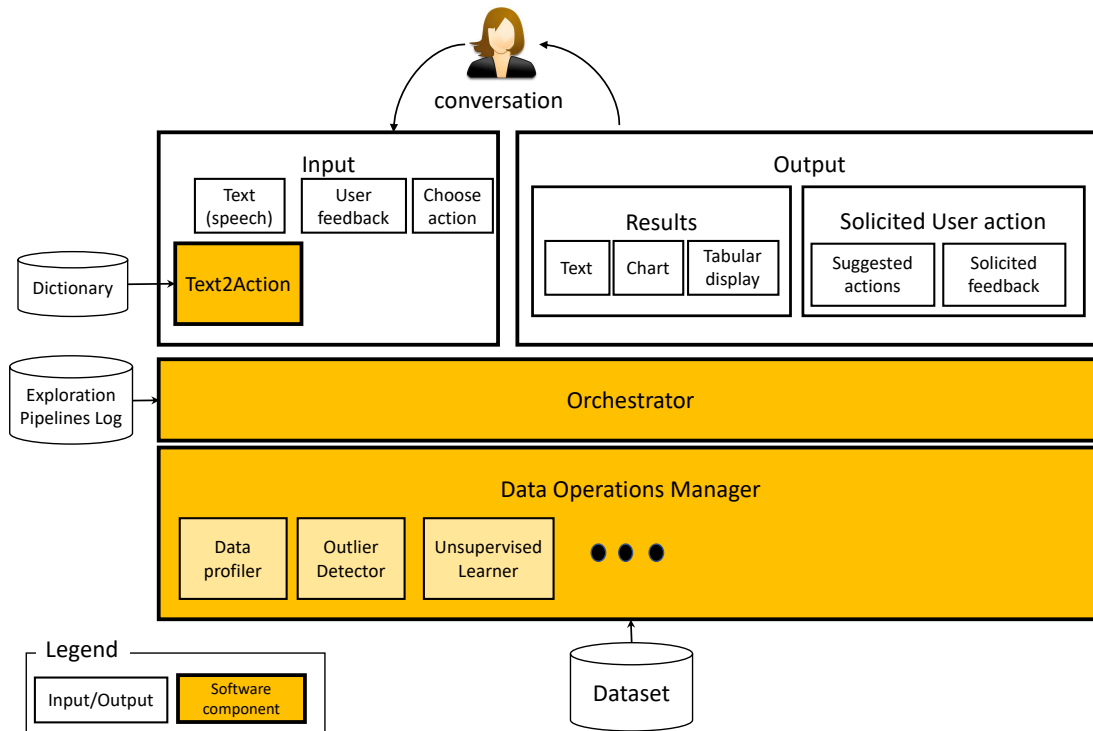 conversation
Input
Text
(speech)
User
feedback
Choose
action
Text2Action
Output
Results
Text
Chart
Tabular
display
Solicited User action
Suggested
actions
Solicited
feedback
Dictionary
Exploration
Pipelines Log
Orchestrator
Data Operations Manager
Data
profiler
Outlier
Detector
Unsupervised
Learner
Dataset
Legend
Input/Output
Software
component